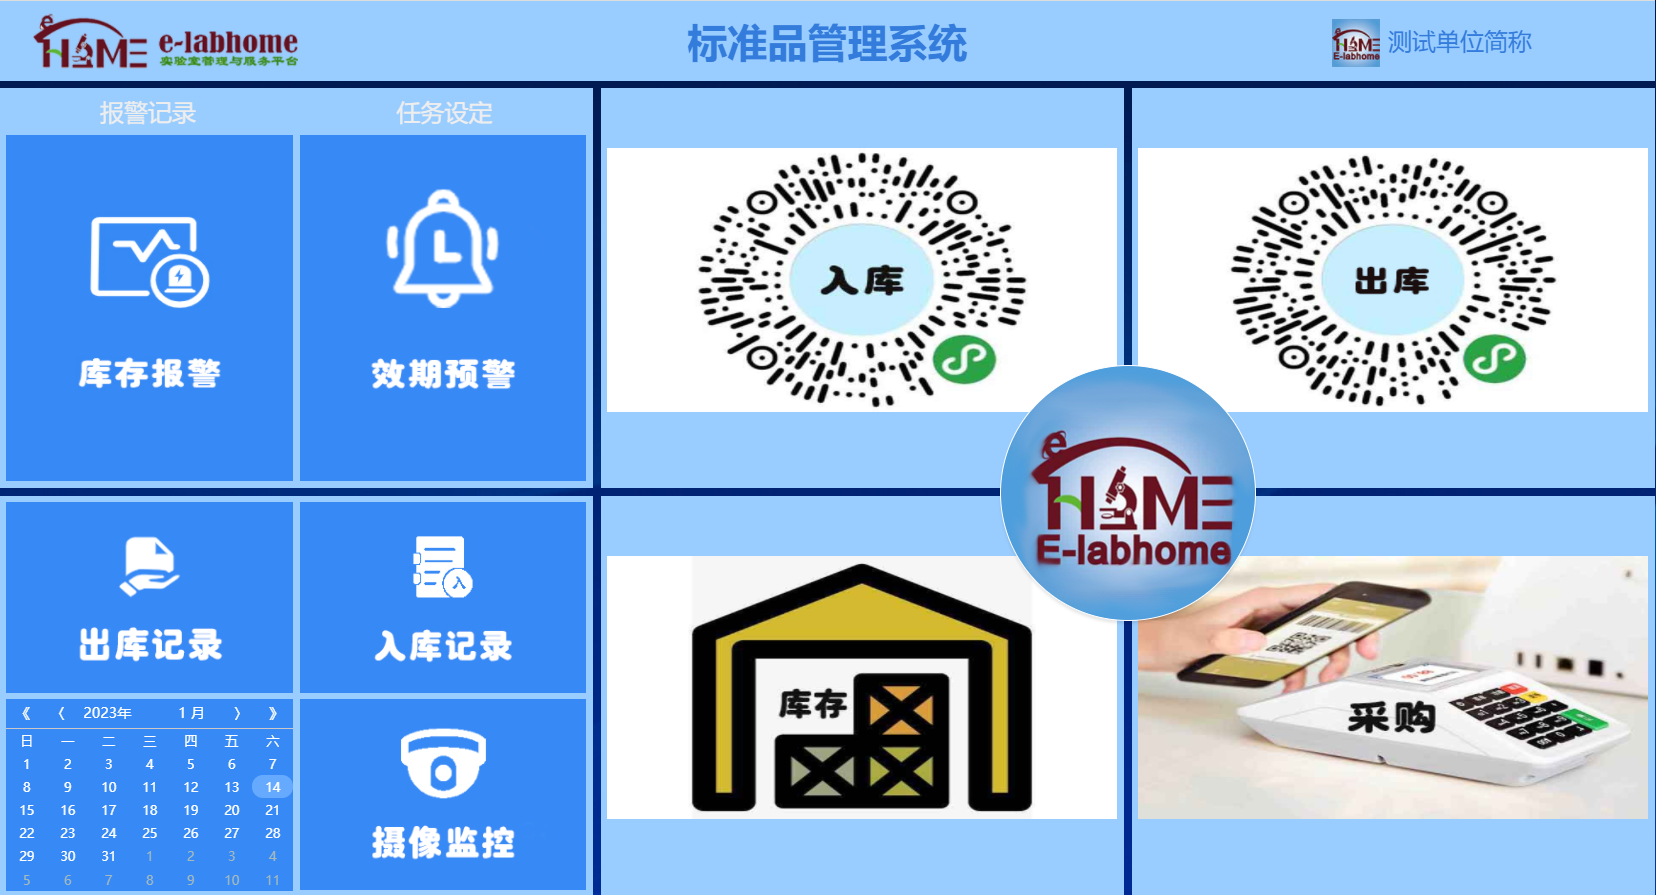 e-labhome
实验室管理与服务平台
标准品管理系统
E-labhome
测试单位简称
报警记录
任务设定
库存报警
效期预警
入库
出库
e HOME
E-labhome
出库记录
入
入库记录
《 〈 2023年 1 月 〉 》
日 一 二 三 四 五 六
1 2 3 4 5 6 7
8 9 10 11 12 13 14
15 16 17 18 19 20 21
22 23 24 25 26 27 28
29 30 31 1 2 3 4
5 6 7 8 9 10 11
摄像监控
库存
采购